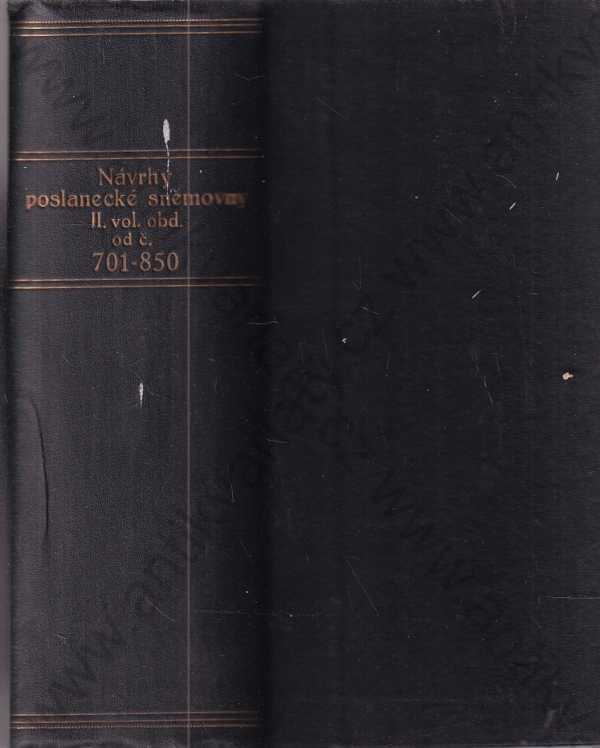 Návrhy
poslanecké sněmovny
II. vol. obd.
od č.
701-850